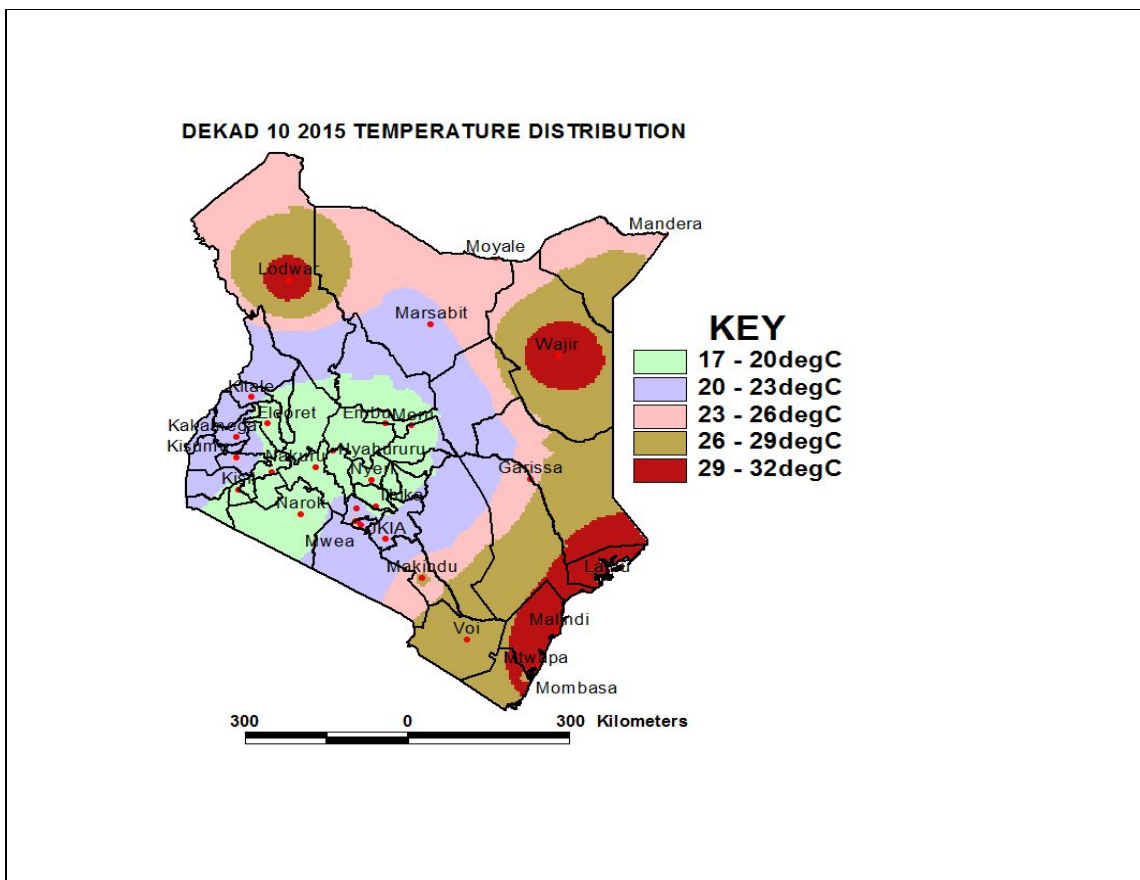 DEKAD 10 2015 TEMPERATURE DISTRIBUTION
Mandera
Moyale
Lodwar
Marsabit
Wajir
KEY
17 - 20degC
20 - 23degC
23 - 26degC
26 - 29degC
29 - 32degC
Kitale
Eldoret
Embu
Meru
Kakamega
Kisumu
Nyahururu
Nakuru
Nyeri
Garissa
Kisii
Thika
Narok
JKIA
Mwea
Makindu
Lamu
Malindi
Voi
Mtwapa
Mombasa
300 0 300 Kilometers